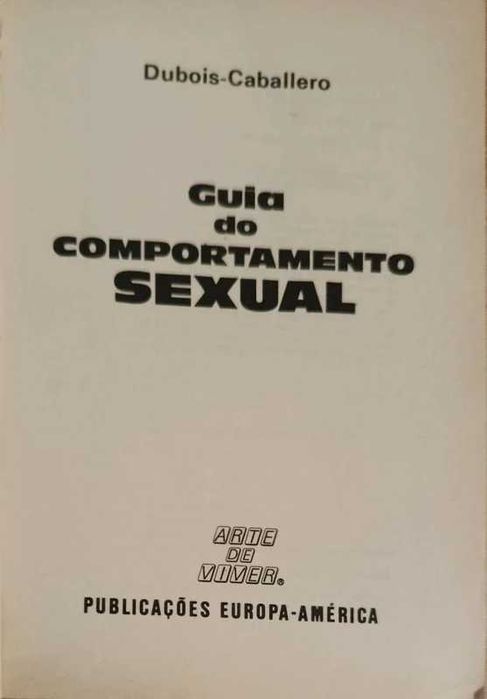 Dubois-Caballero
Guia
do
COMPORTAMENTO
SEXUAL
ARTE
DE
VIVER®
PUBLICAÇÕES EUROPA-AMÉRICA